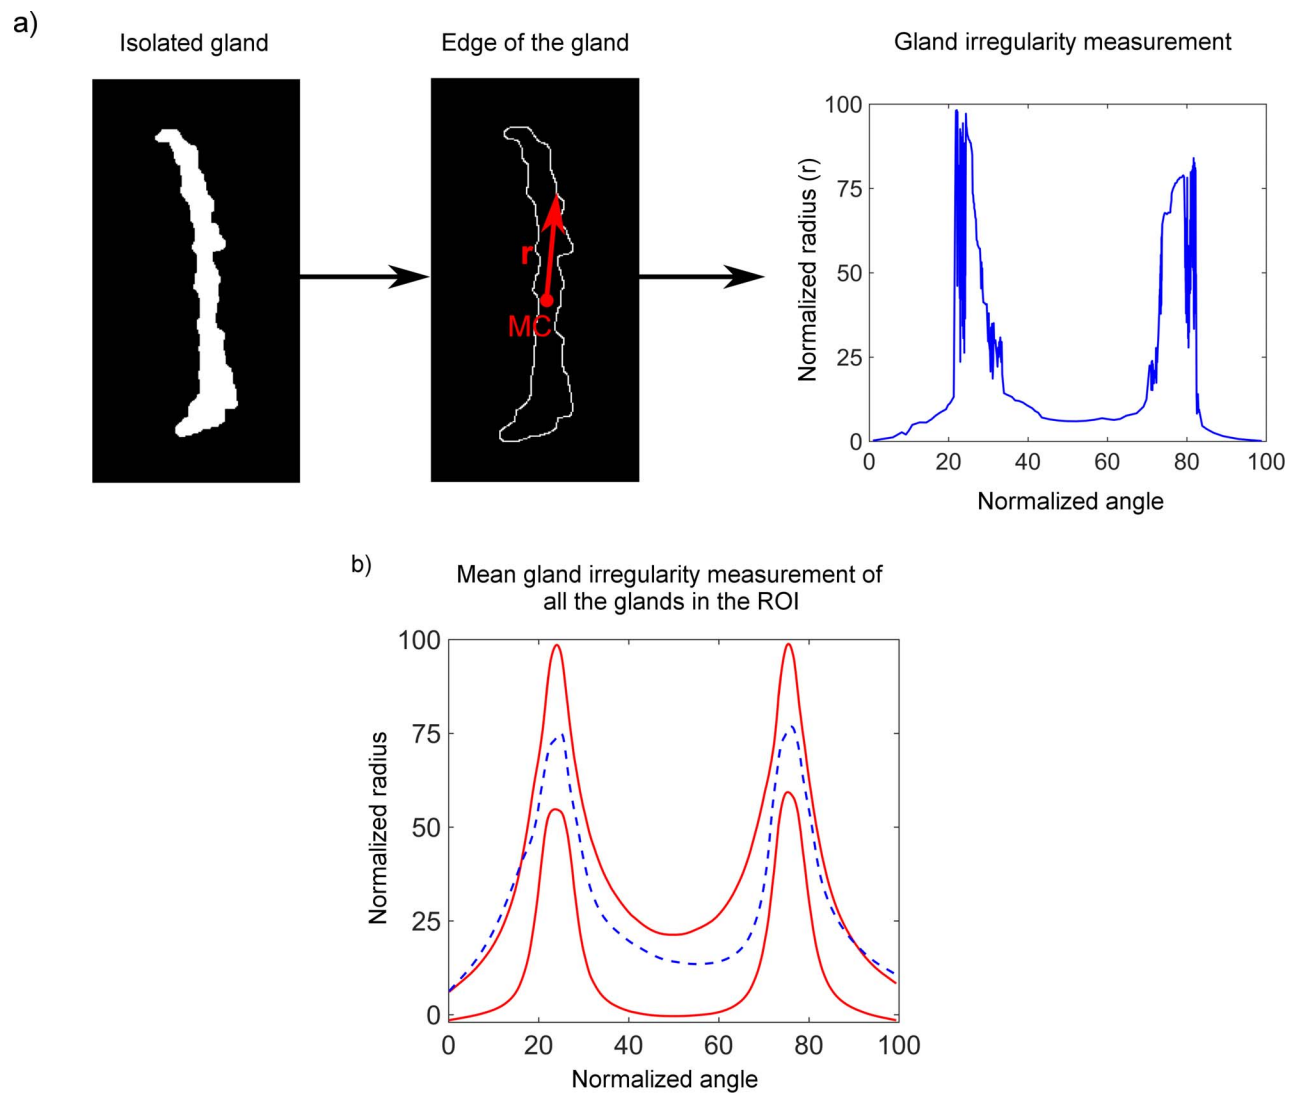 a)
Isolated gland
Edge of the gland
Gland irregularity measurement
r
MC
Normalized radius (r)
100
75
50
25
0
0
20
40
60
80
100
Normalized angle
b)
Mean gland irregularity measurement of
all the glands in the ROI
Normalized radius
100
75
50
25
0
0
20
40
60
80
100
Normalized angle